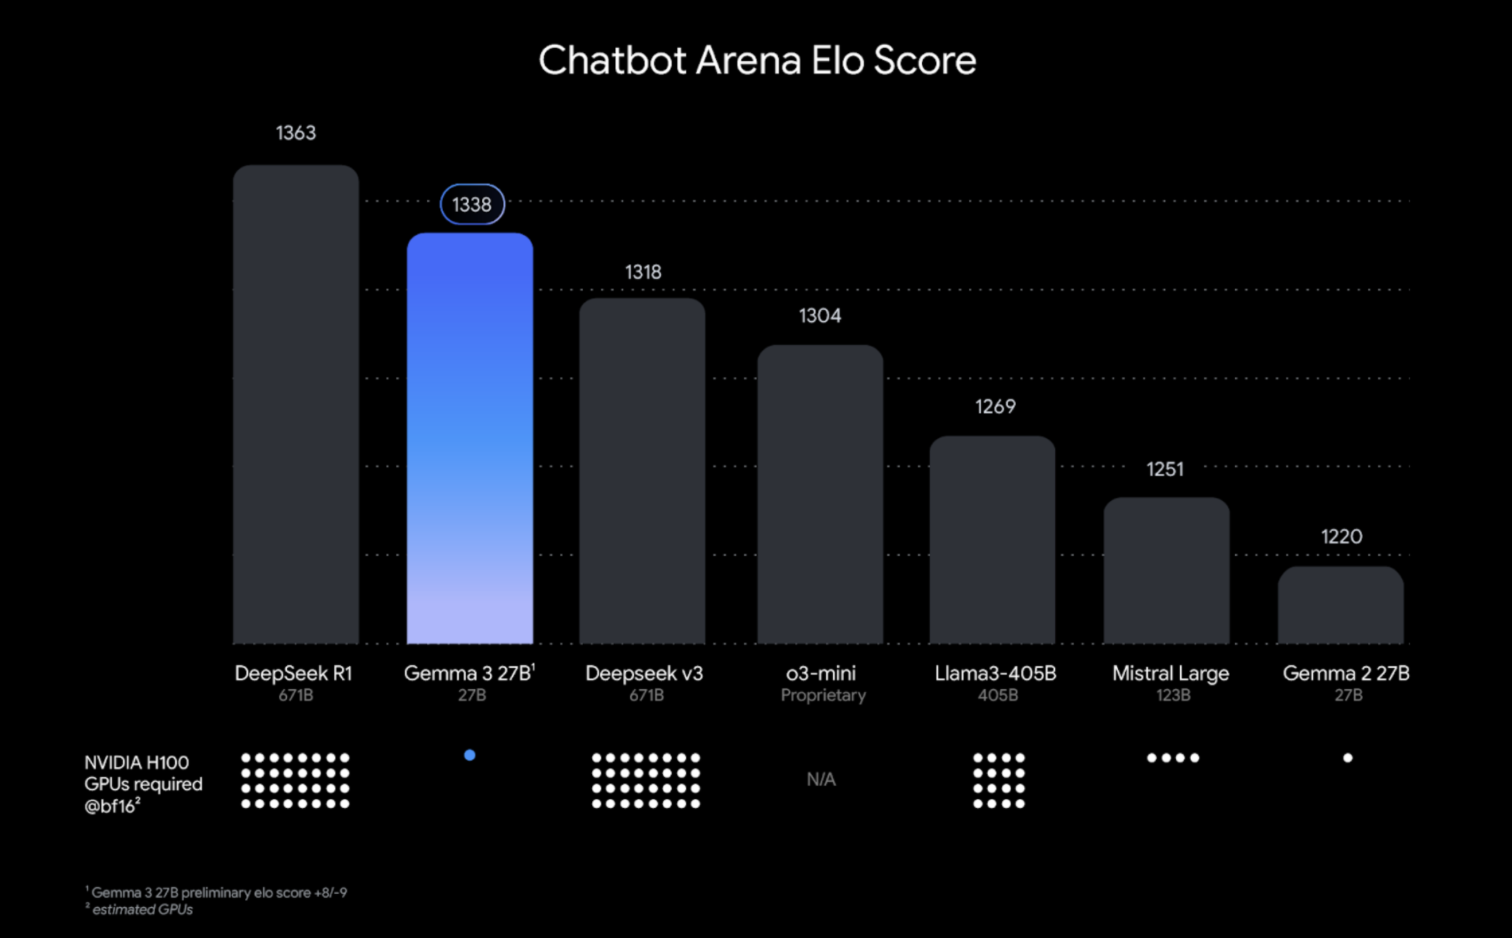 Chatbot Arena Elo Score
1363
1338
1318
1304
1269
1251
1220
DeepSeek R1
671B
Gemma 3 27B¹
27B
Deepseek v3
671B
o3-mini
Proprietary
Llama3-405B
405B
Mistral Large
123B
Gemma 2 27B
27B
NVIDIA H100
GPUs required
@bf16²
N/A
¹ Gemma 3 27B preliminary elo score +8/-9
² estimated GPUs